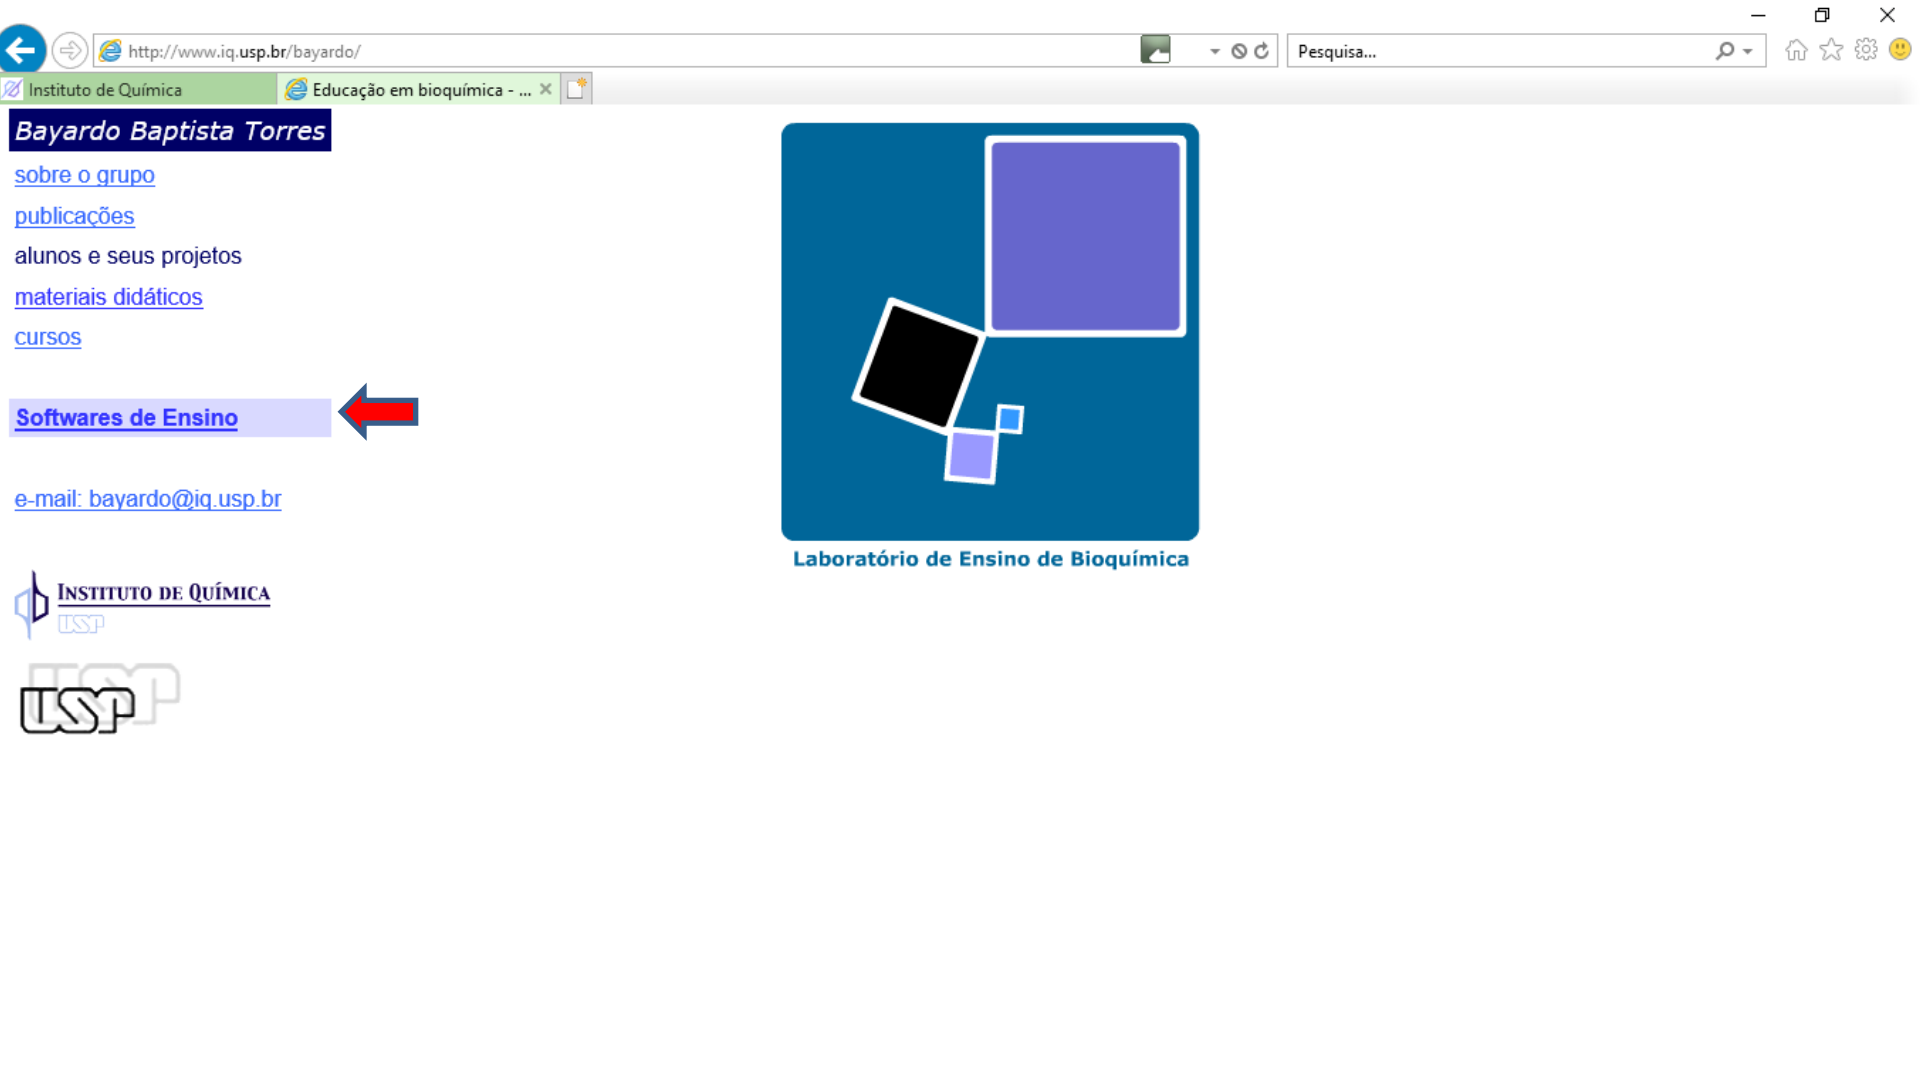 http://www.iq.usp.br/bayardo/
Pesquisa...
Instituto de Química
Educação em bioquímica - ...
Bayardo Baptista Torres
sobre o grupo
publicações
alunos e seus projetos
materiais didáticos
cursos
Softwares de Ensino
e-mail: bayardo@iq.usp.br
Laboratório de Ensino de Bioquímica
INSTITUTO DE QUÍMICA
USP
USP